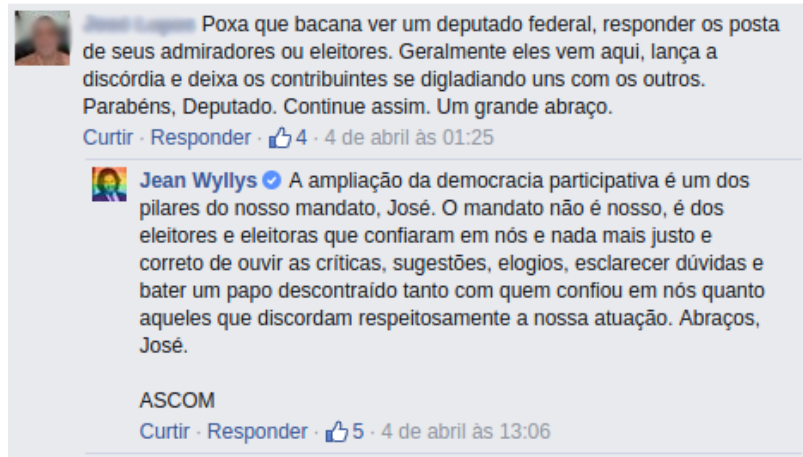 Poxa que bacana ver um deputado federal, responder os posta
de seus admiradores ou eleitores. Geralmente eles vem aqui, lança a
discórdia e deixa os contribuintes se digladiando uns com os outros.
Parabéns, Deputado. Continue assim. Um grande abraço.
Curtir · Responder · 4 · 4 de abril às 01:25
Jean Wyllys A ampliação da democracia participativa é um dos
pilares do nosso mandato, José. O mandato não é nosso, é dos
eleitores e eleitoras que confiaram em nós e nada mais justo e
correto de ouvir as críticas, sugestões, elogios, esclarecer dúvidas e
bater um papo descontraído tanto com quem confiou em nós quanto
aqueles que discordam respeitosamente a nossa atuação. Abraços,
José.
ASCOM
Curtir · Responder · 5 · 4 de abril às 13:06